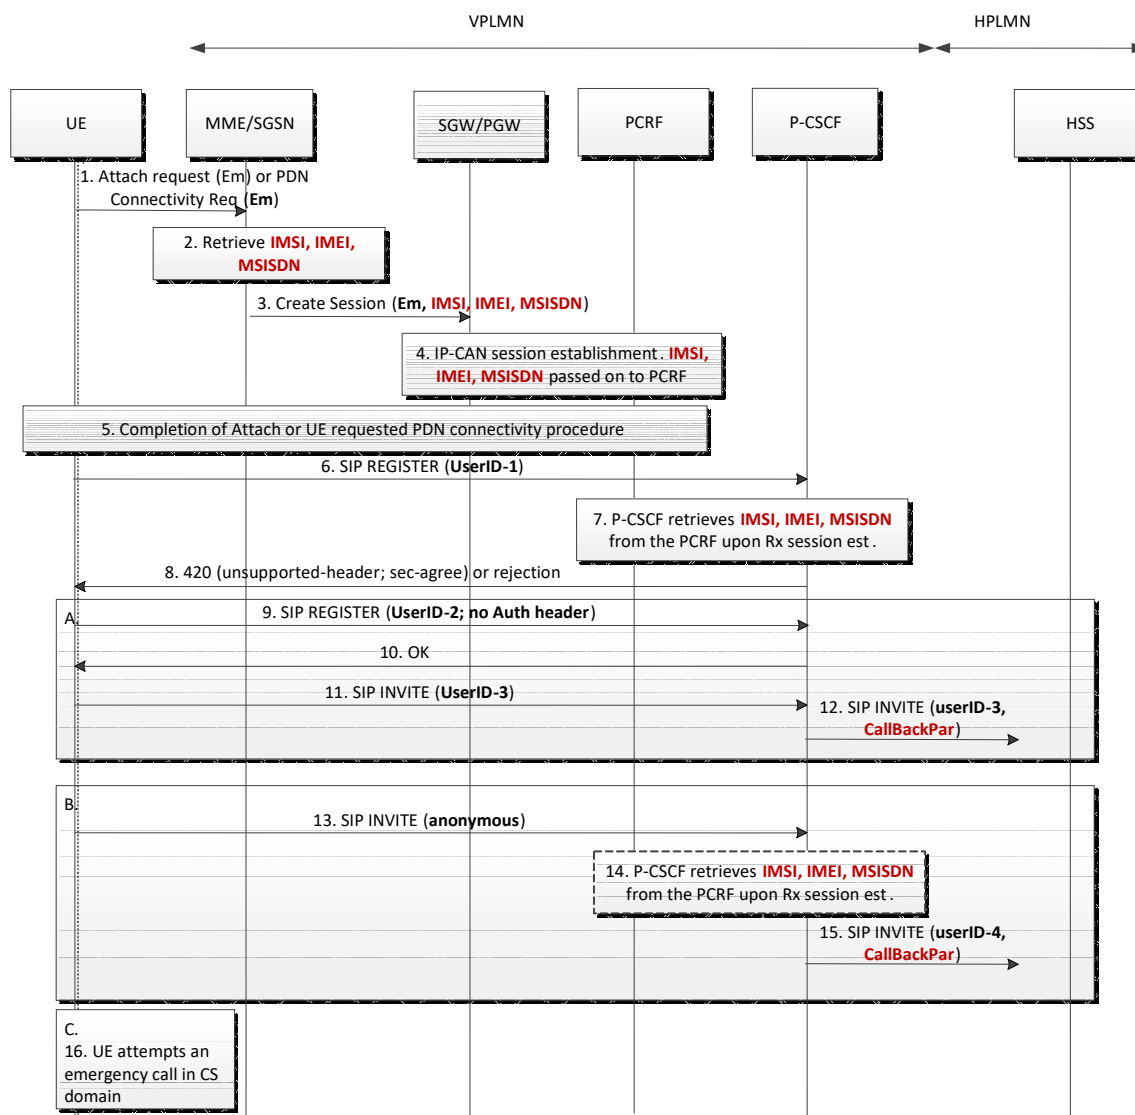 VPLMN
HPLMN
UE
MME/SGSN
SGW/PGW
PCRF
P-CSCF
HSS
1. Attach request (Em) or PDN
Connectivity Req (Em)
2. Retrieve IMSI, IMEI,
MSISDN
3. Create Session (Em, IMSI, IMEI, MSISDN)
4. IP-CAN session establishment. IMSI,
IMEI, MSISDN passed on to PCRF
5. Completion of Attach or UE requested PDN connectivity procedure
6. SIP REGISTER (UserID-1)
7. P-CSCF retrieves IMSI, IMEI, MSISDN
from the PCRF upon Rx session est .
8. 420 (unsupported-header; sec-agree) or rejection
A.
9. SIP REGISTER (UserID-2; no Auth header)
10. OK
11. SIP INVITE (UserID-3)
12. SIP INVITE (userID-3,
CallBackPar)
B.
13. SIP INVITE (anonymous)
14. P-CSCF retrieves IMSI, IMEI, MSISDN
from the PCRF upon Rx session est .
15. SIP INVITE (userID-4,
CallBackPar)
C.
16. UE attempts an
emergency call in CS
domain